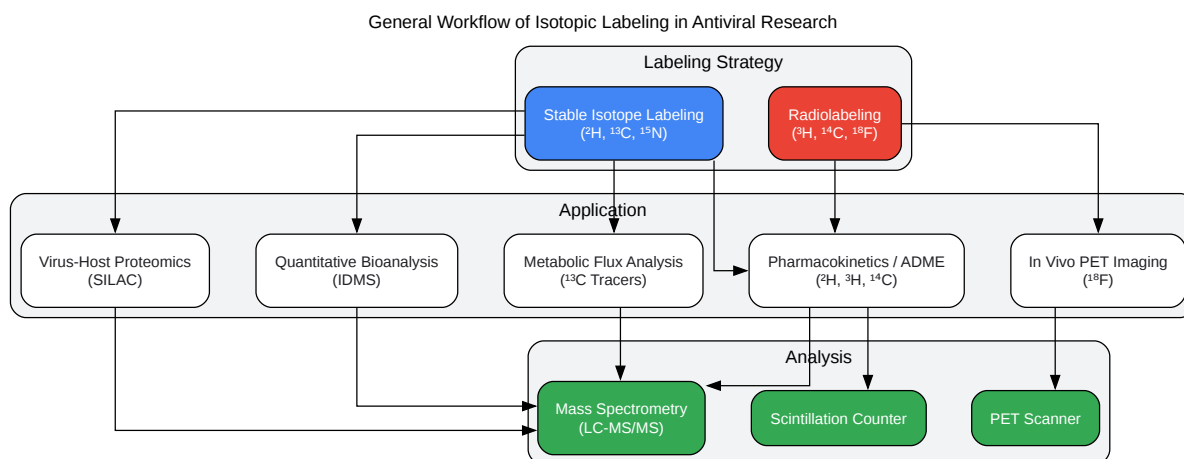 General Workflow of Isotopic Labeling in Antiviral Research
Labeling Strategy
Stable Isotope Labeling
(²H, ¹³C, ¹⁵N)
Radiolabeling
(³H, ¹⁴C, ¹⁸F)
Application
Virus-Host Proteomics
(SILAC)
Quantitative Bioanalysis
(IDMS)
Metabolic Flux Analysis
(¹³C Tracers)
Pharmacokinetics / ADME
(²H, ³H, ¹⁴C)
In Vivo PET Imaging
(¹⁸F)
Analysis
Mass Spectrometry
(LC-MS/MS)
Scintillation Counter
PET Scanner